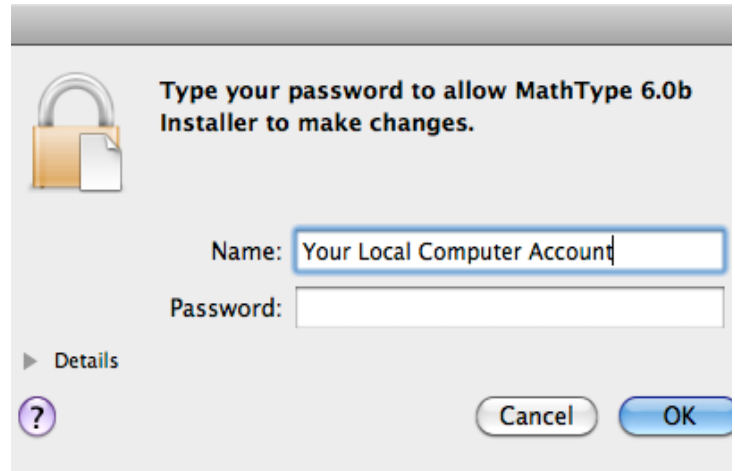 Type your password to allow MathType 6.0b
Installer to make changes.
Name: Your Local Computer Account
Password:
Details
? Cancel OK